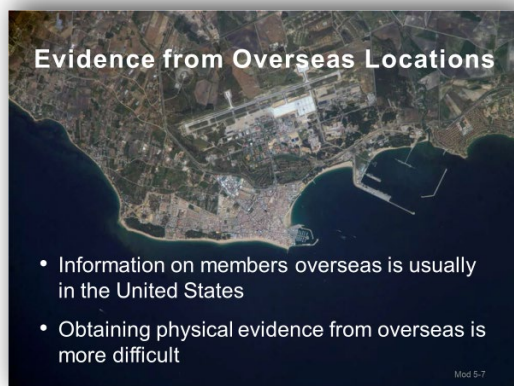 Evidence from Overseas Locations
• Information on members overseas is usually
in the United States
• Obtaining physical evidence from overseas is
more difficult
Mod 5-7